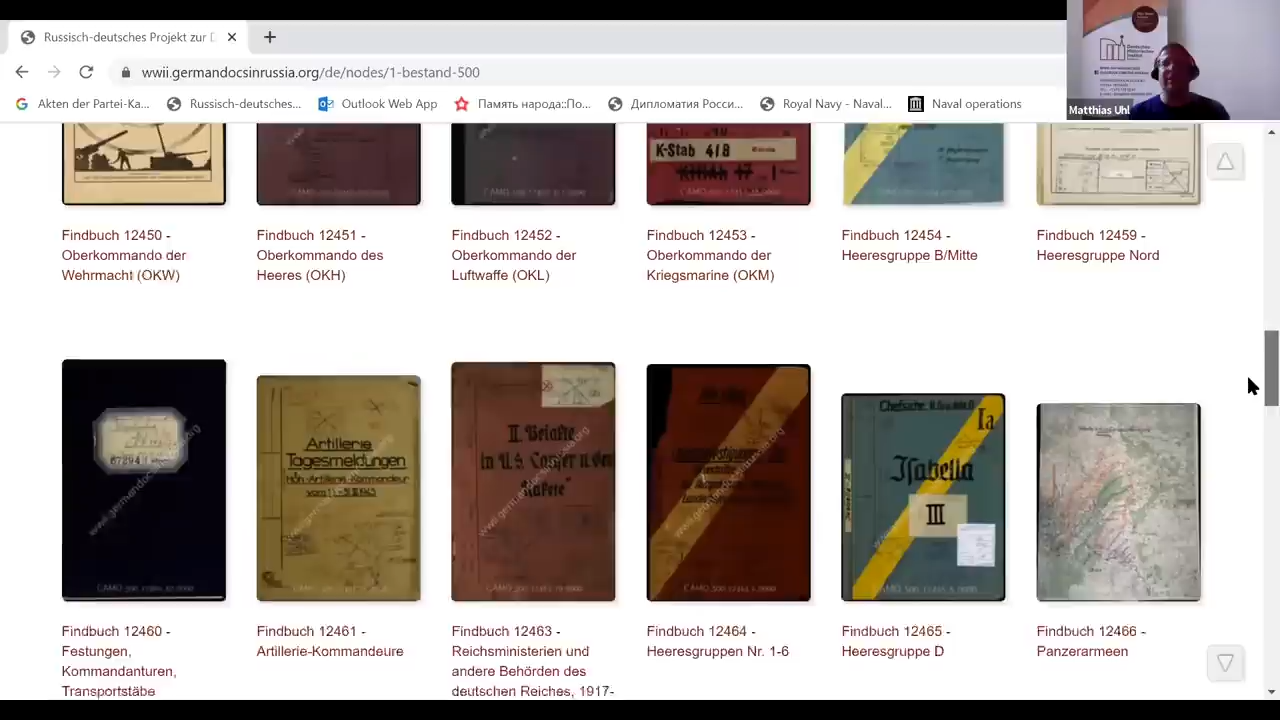 Russisch-deutsches Projekt zur D
wwii.germandocsinrussia.org/de/nodes/1-bestand-500
Akten der Partei-Ka...
Russisch-deutsches...
Outlook We
Память народа::По...
Дипломатия Росси...
Royal Navy - Naval...
Naval operations
Matthias Uhl
K-Stab 4/8
Findbuch 12450 -
Oberkommando der
Wehrmacht (OKW)
Findbuch 12451 -
Oberkommando des
Heeres (OKH)
Findbuch 12452 -
Oberkommando der
Luftwaffe (OKL)
Findbuch 12453 -
Oberkommando der
Kriegsmarine (OKM)
Findbuch 12454 -
Heeresgruppe B/Mitte
Findbuch 12459 -
Heeresgruppe Nord
67894
Artillerie
Tagesmeldungen
Chefsache
Ia
Isabella
III
Findbuch 12460 -
Festungen,
Kommandanturen,
Transportstäbe
Findbuch 12461 -
Artillerie-Kommandeure
Findbuch 12463 -
Reichsministerien und
andere Behörden des
deutschen Reiches, 1917-
Findbuch 12464 -
Heeresgruppen Nr. 1-6
Findbuch 12465 -
Heeresgruppe D
Findbuch 12466 -
Panzerarmeen